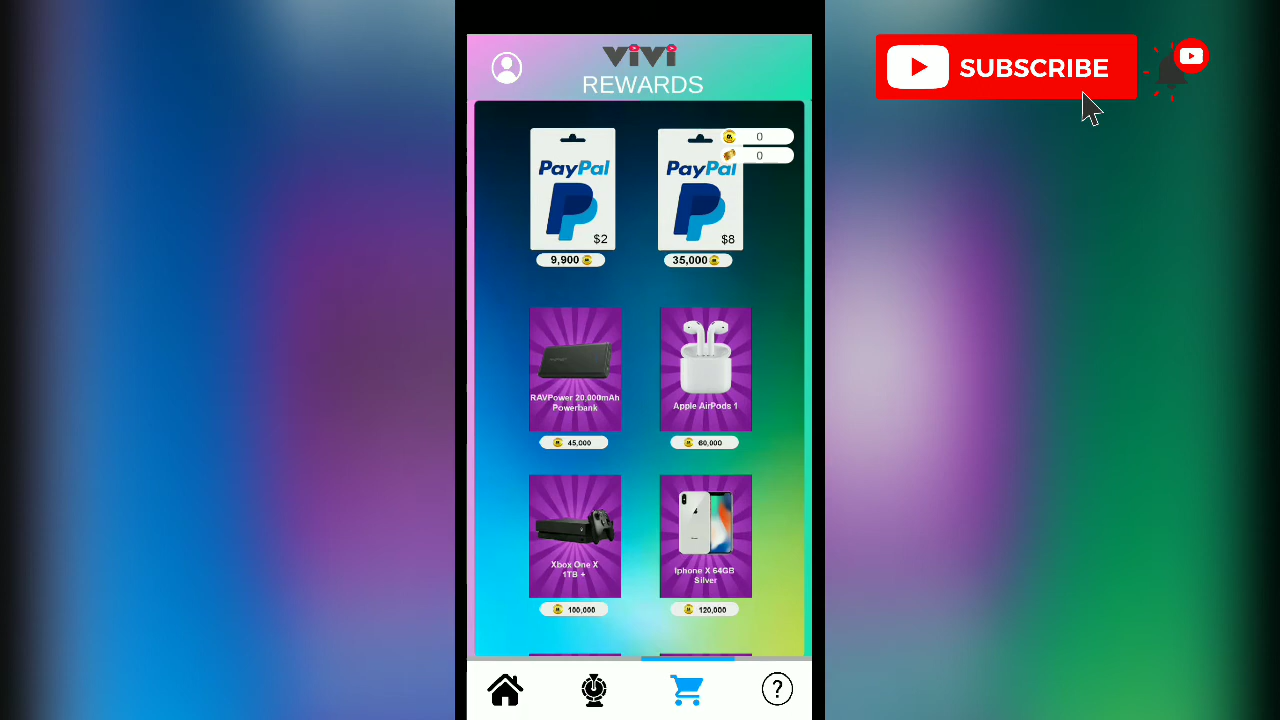 ViVi
REWARDS
SUBSCRIBE
0
0
PayPal
$2
PayPal
$8
9,900
35,000
RAVPower 20,000mAh
Powerbank
Apple AirPods 1
45,000
60,000
Xbox One X
1TB +
Iphone X 64GB
Silver
100,000
120,000
?